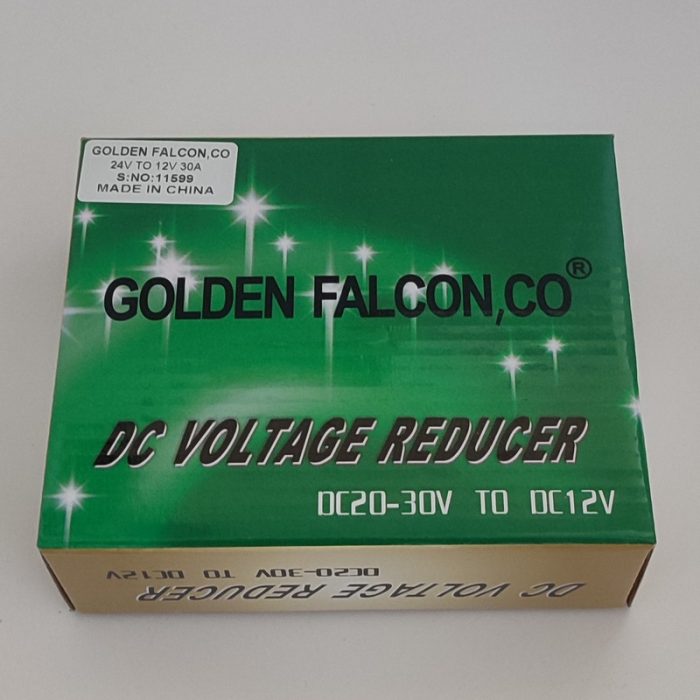 GOLDEN FALCON,CO
24V TO 12V 30A
S:NO:11599
MADE IN CHINA
GOLDEN FALCON,CO®
DC VOLTAGE REDUCER
DC20-30V TO DC12V
DC VOLTAGE REDUCER
DC20-30V TO DC12V